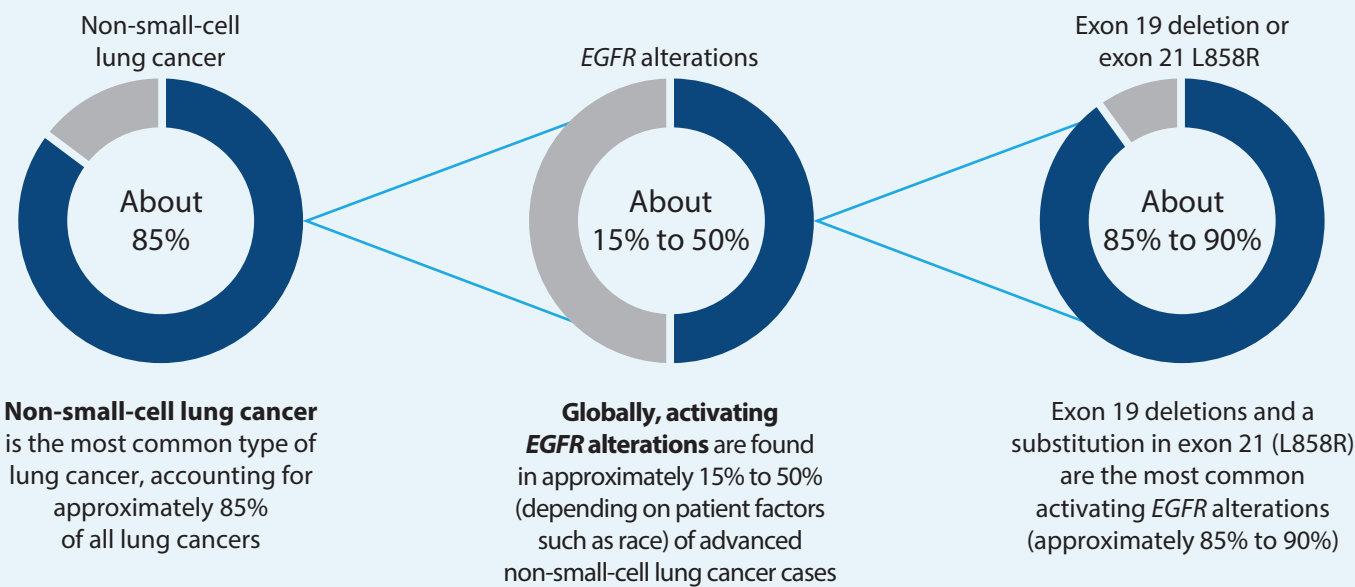 Non-small-cell
lung cancer
About
85%
Non-small-cell lung cancer
is the most common type of
lung cancer, accounting for
approximately 85%
of all lung cancers
EGFR alterations
About
15% to 50%
Globally, activating
EGFR alterations are found
in approximately 15% to 50%
(depending on patient factors
such as race) of advanced
non-small-cell lung cancer cases
Exon 19 deletion or
exon 21 L858R
About
85% to 90%
Exon 19 deletions and a
substitution in exon 21 (L858R)
are the most common
activating EGFR alterations
(approximately 85% to 90%)